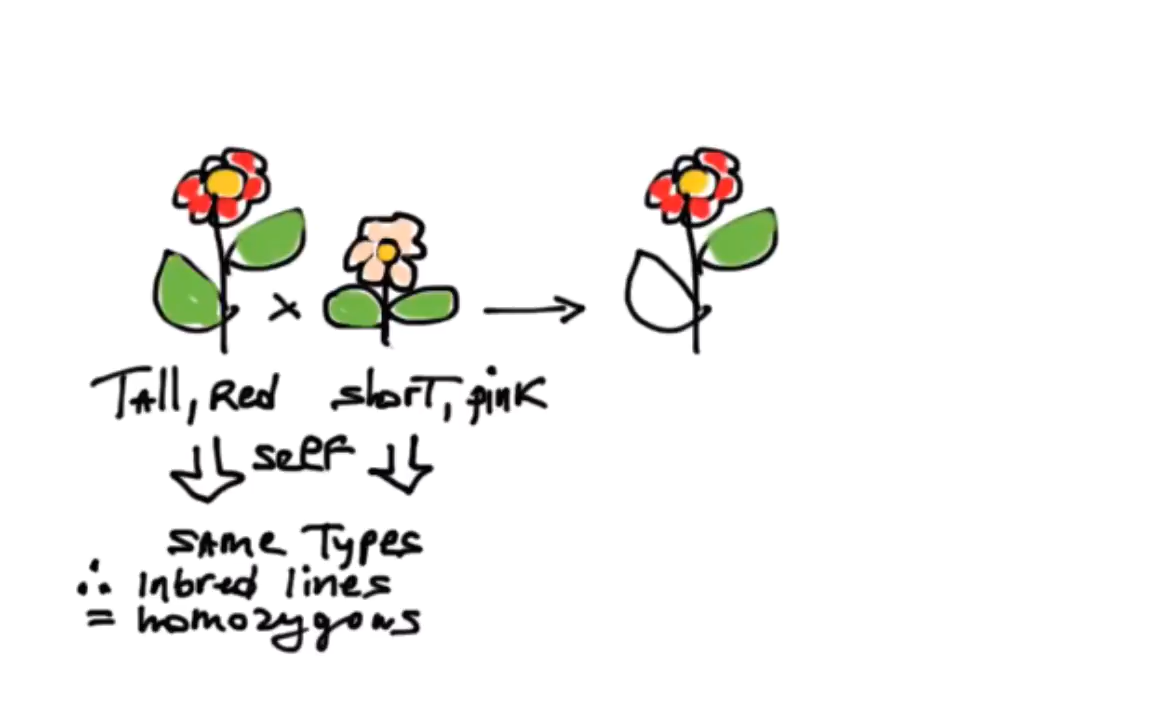 x
Tall, Red short, pink
self
same Types
∴ Inbred lines
= homozygous